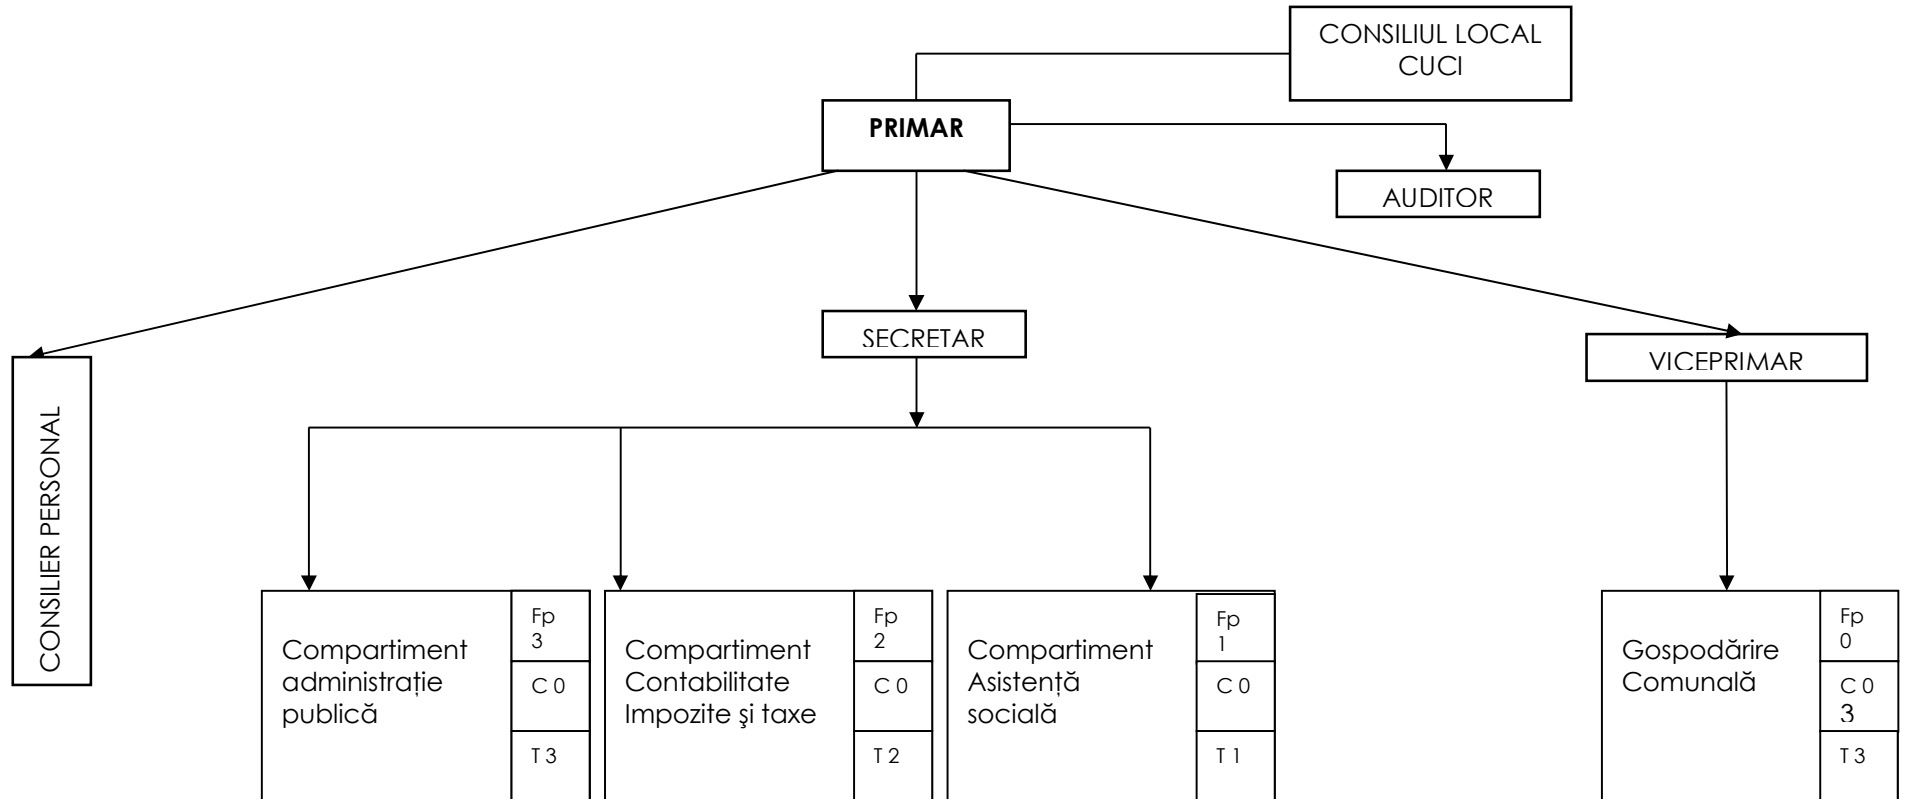 CONSILIUL LOCAL
CUCI
PRIMAR
AUDITOR
SECRETAR
VICEPRIMAR
CONSILIER PERSONAL
Compartiment
administrație
publică
Fp
3
C 0
T 3
Compartiment
Contabilitate
Impozite şi taxe
Fp
2
C 0
T 2
Compartiment
Asistență
socială
Fp
1
C 0
T 1
Gospodărire
Comunală
Fp
0
C 0
3
T 3